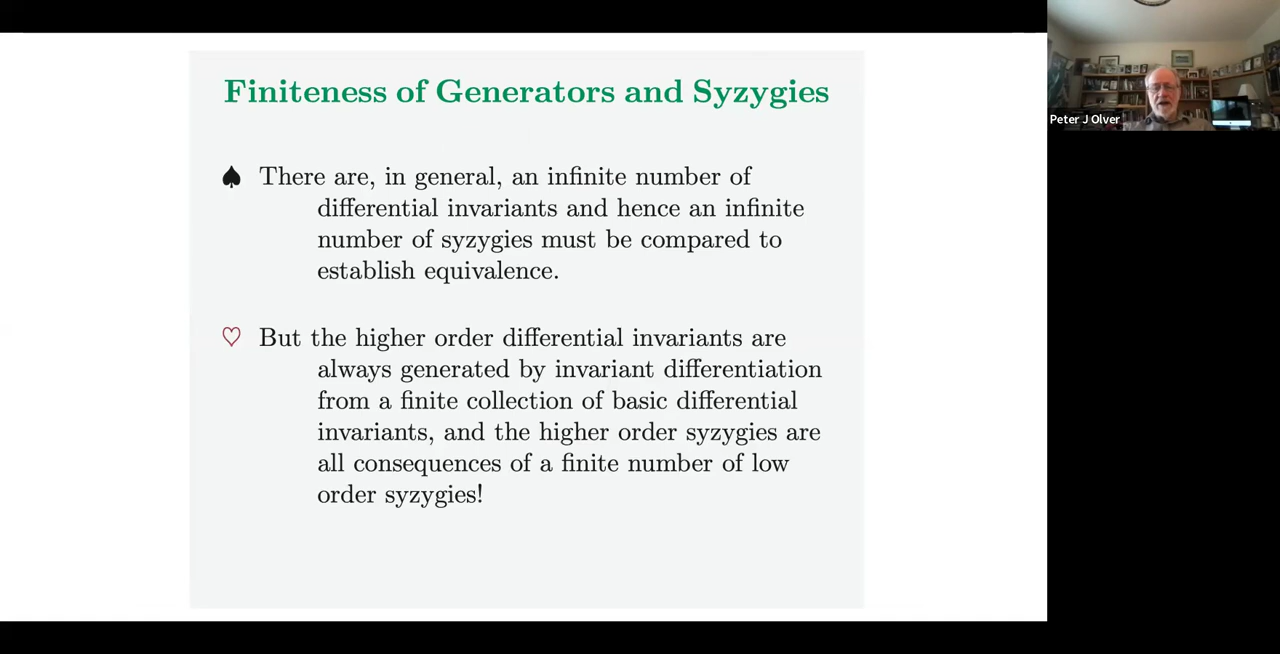 Finiteness of Generators and Syzygies
♠ There are, in general, an infinite number of
differential invariants and hence an infinite
number of syzygies must be compared to
establish equivalence.
♡ But the higher order differential invariants are
always generated by invariant differentiation
from a finite collection of basic differential
invariants, and the higher order syzygies are
all consequences of a finite number of low
order syzygies!
Peter J Olver